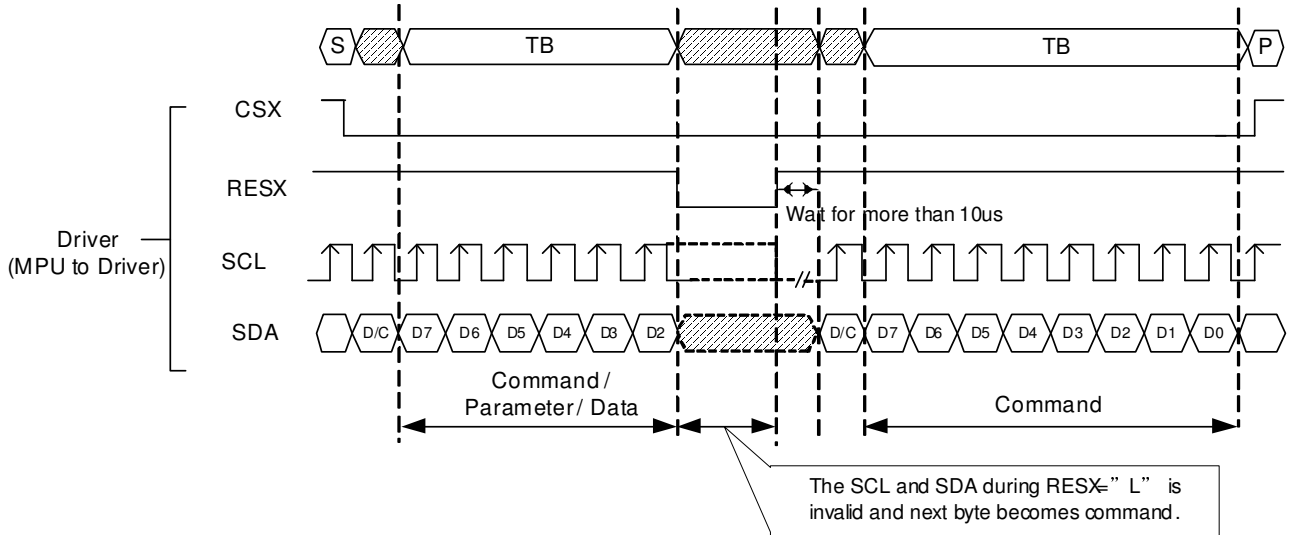 S TB TB P
CSX
RESX
Wait for more than 10us
Driver
(MPU to Driver)
SCL
SDA D/C D7 D6 D5 D4 D3 D2 D/C D7 D6 D5 D4 D3 D2 D1 D0
Command /
Parameter / Data
Command
The SCL and SDA during RESX=” L” is
invalid and next byte becomes command.